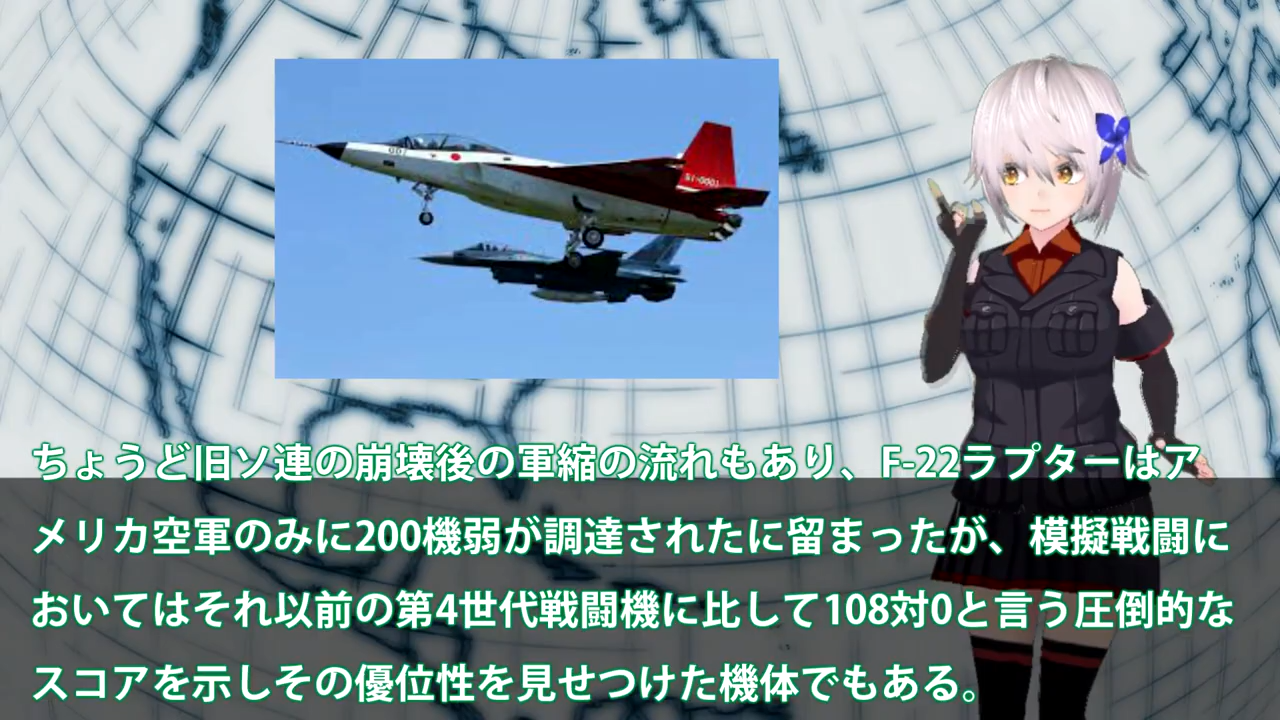 001
51-0001
ちょうど旧ソ連の崩壊後の軍縮の流れもあり、F-22ラプターはア
メリカ空軍のみに200機弱が調達されたに留まったが、模擬戦闘に
おいてはそれ以前の第4世代戦闘機に比して108対0と言う圧倒的な
スコアを示しその優位性を見せつけた機体でもある。